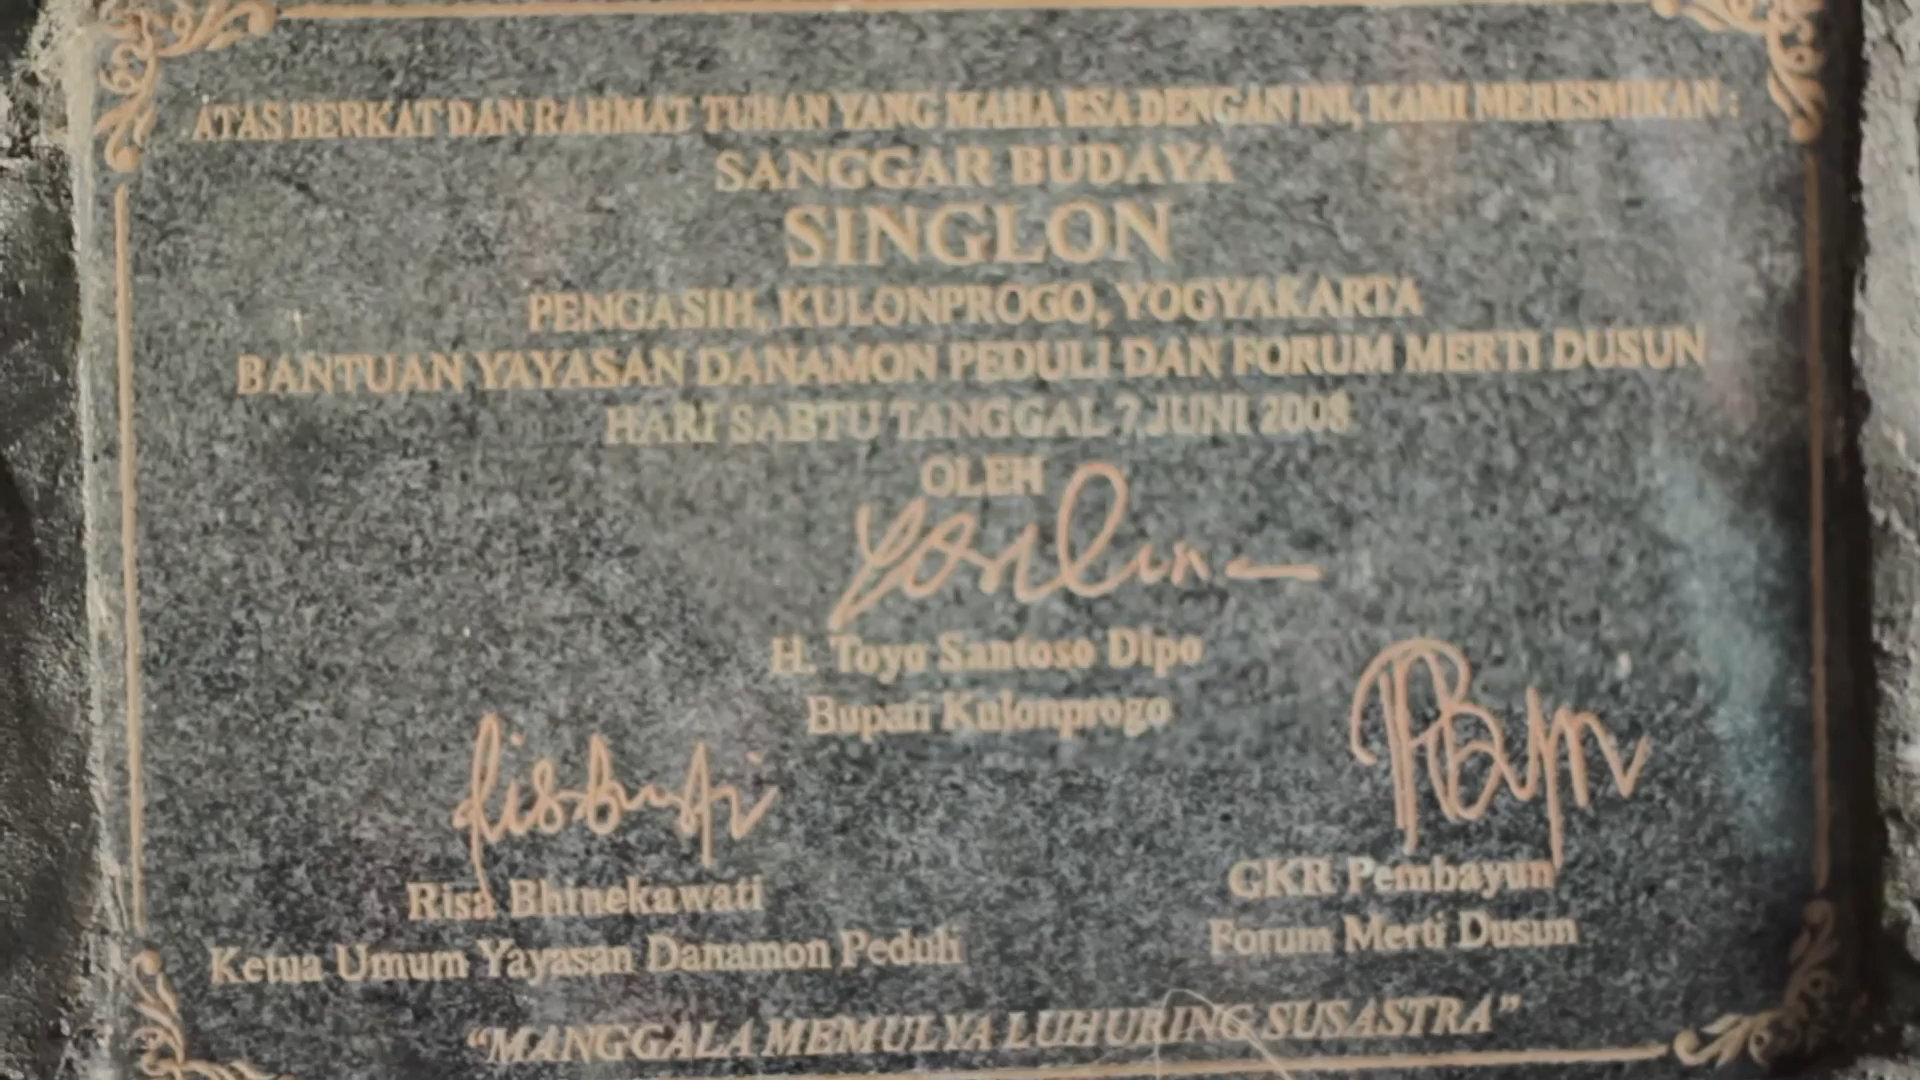 ATAS BERKAT DAN RAHMAT TUHAN YANG MAHA ESA DENGAN INI, KAMI MERESMIKAN :
SANGGAR BUDAYA
SINGLON
PENGASIH, KULONPROGO, YOGYAKARTA
BANTUAN YAYASAN DANAMON PEDULI DAN FORUM MERTI DUSUN
HARI SABTU TANGGAL 7 JUNI 2008
OLEH
H. Toyo Santoso Dipo
Bupati Kulonprogo
Risa Bhinekawati
Ketua Umum Yayasan Danamon Peduli
GKR Pembayun
Forum Merti Dusun
"MANGGALA MEMULYA LUHURING SUSASTRA"